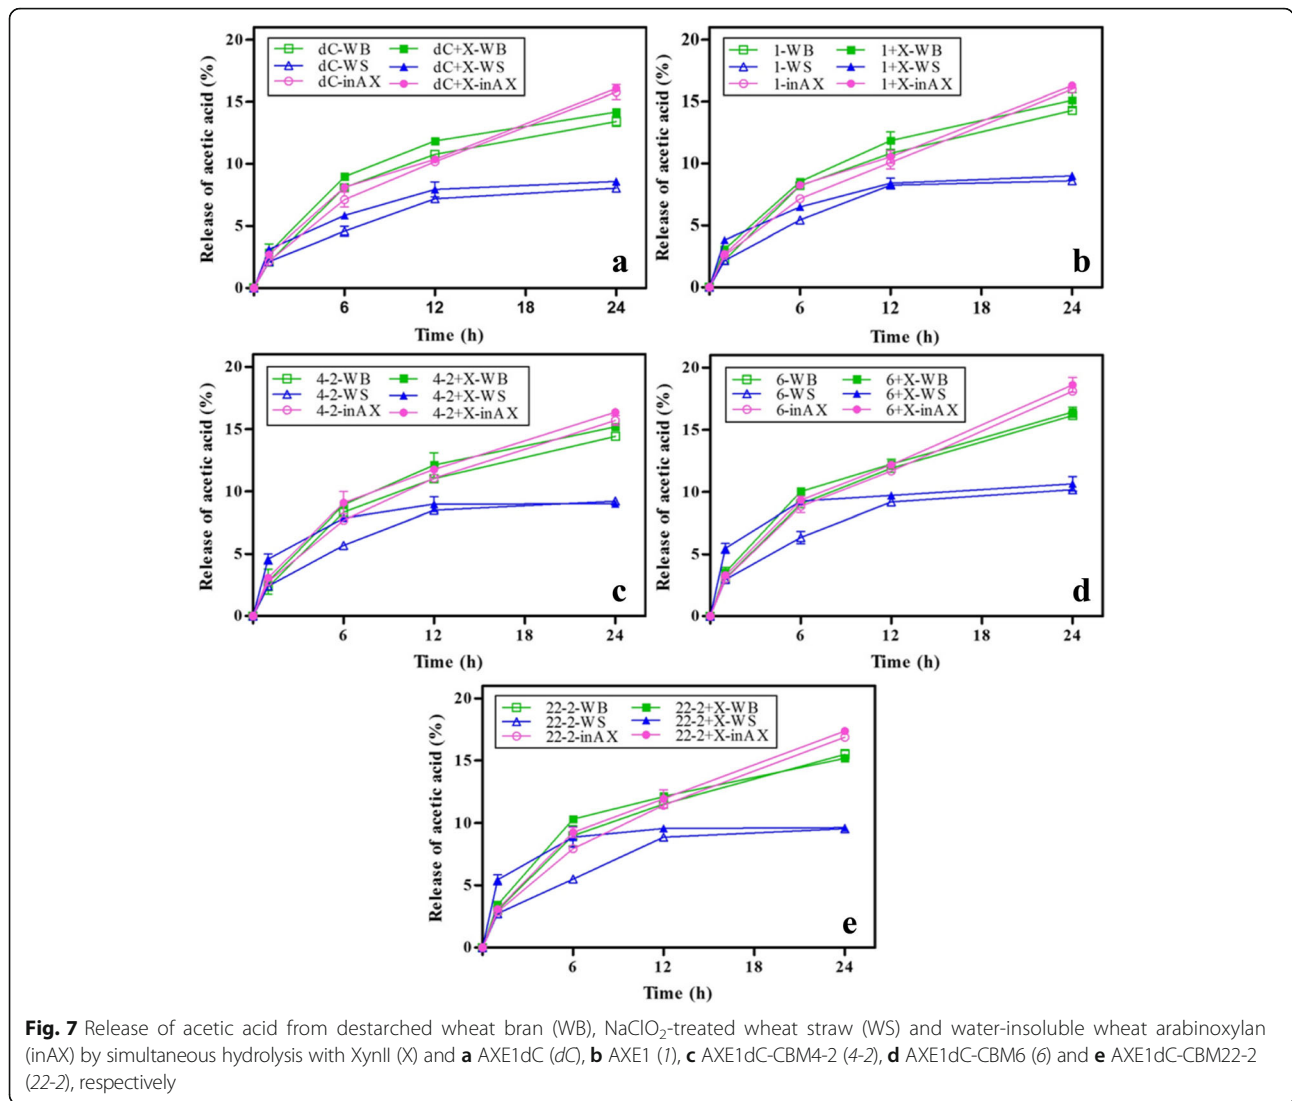 20
15
10
5
0
Release of acetic acid (%)
dC-WB dC+X-WB
dC-WS dC+X-WS
dC-inAX dC+X-inAX
a
6 12 18 24
Time (h)
20
15
10
5
0
Release of acetic acid (%)
1-WB 1+X-WB
1-WS 1+X-WS
1-inAX 1+X-inAX
b
6 12 18 24
Time (h)
20
15
10
5
0
Release of acetic acid (%)
4-2-WB 4-2+X-WB
4-2-WS 4-2+X-WS
4-2-inAX 4-2+X-inAX
c
6 12 18 24
Time (h)
20
15
10
5
0
Release of acetic acid (%)
6-WB 6+X-WB
6-WS 6+X-WS
6-inAX 6+X-inAX
d
6 12 18 24
Time (h)
20
15
10
5
0
Release of acetic acid (%)
22-2-WB 22-2+X-WB
22-2-WS 22-2+X-WS
22-2-inAX 22-2+X-inAX
e
6 12 18 24
Time (h)
Fig. 7 Release of acetic acid from destarched wheat bran (WB), NaClO₂-treated wheat straw (WS) and water-insoluble wheat arabinoxylan
(inAX) by simultaneous hydrolysis with XynII (X) and a AXE1dC (dC), b AXE1 (1), c AXE1dC-CBM4-2 (4-2), d AXE1dC-CBM6 (6) and e AXE1dC-CBM22-2
(22-2), respectively